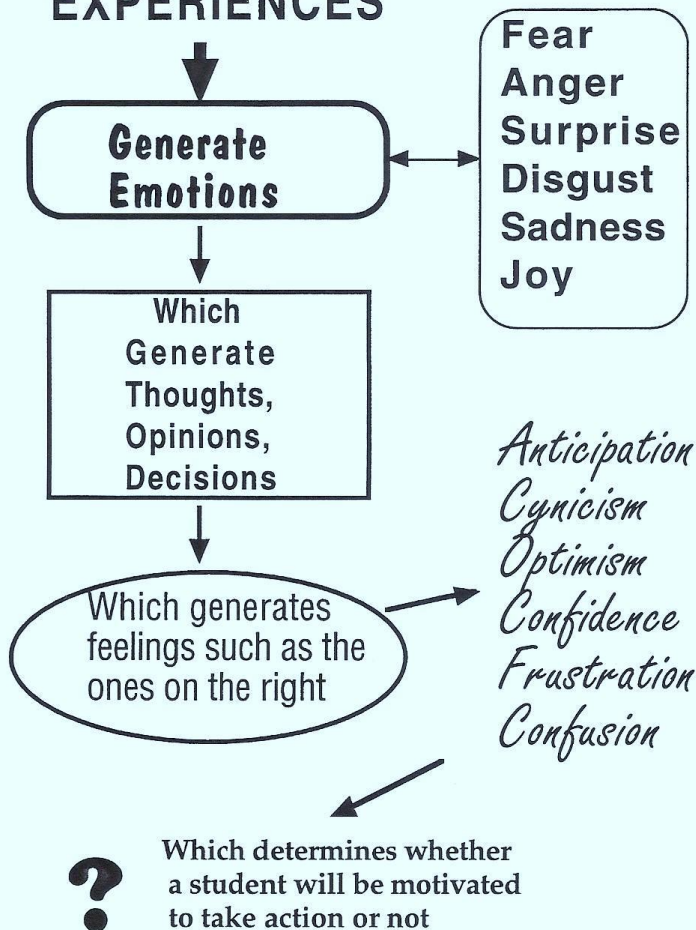 EXPERIENCES
Generate
Emotions
Fear
Anger
Surprise
Disgust
Sadness
Joy
Which
Generate
Thoughts,
Opinions,
Decisions
Which generates
feelings such as the
ones on the right
Anticipation
Cynicism
Optimism
Confidence
Frustration
Confusion
?
Which determines whether
a student will be motivated
to take action or not